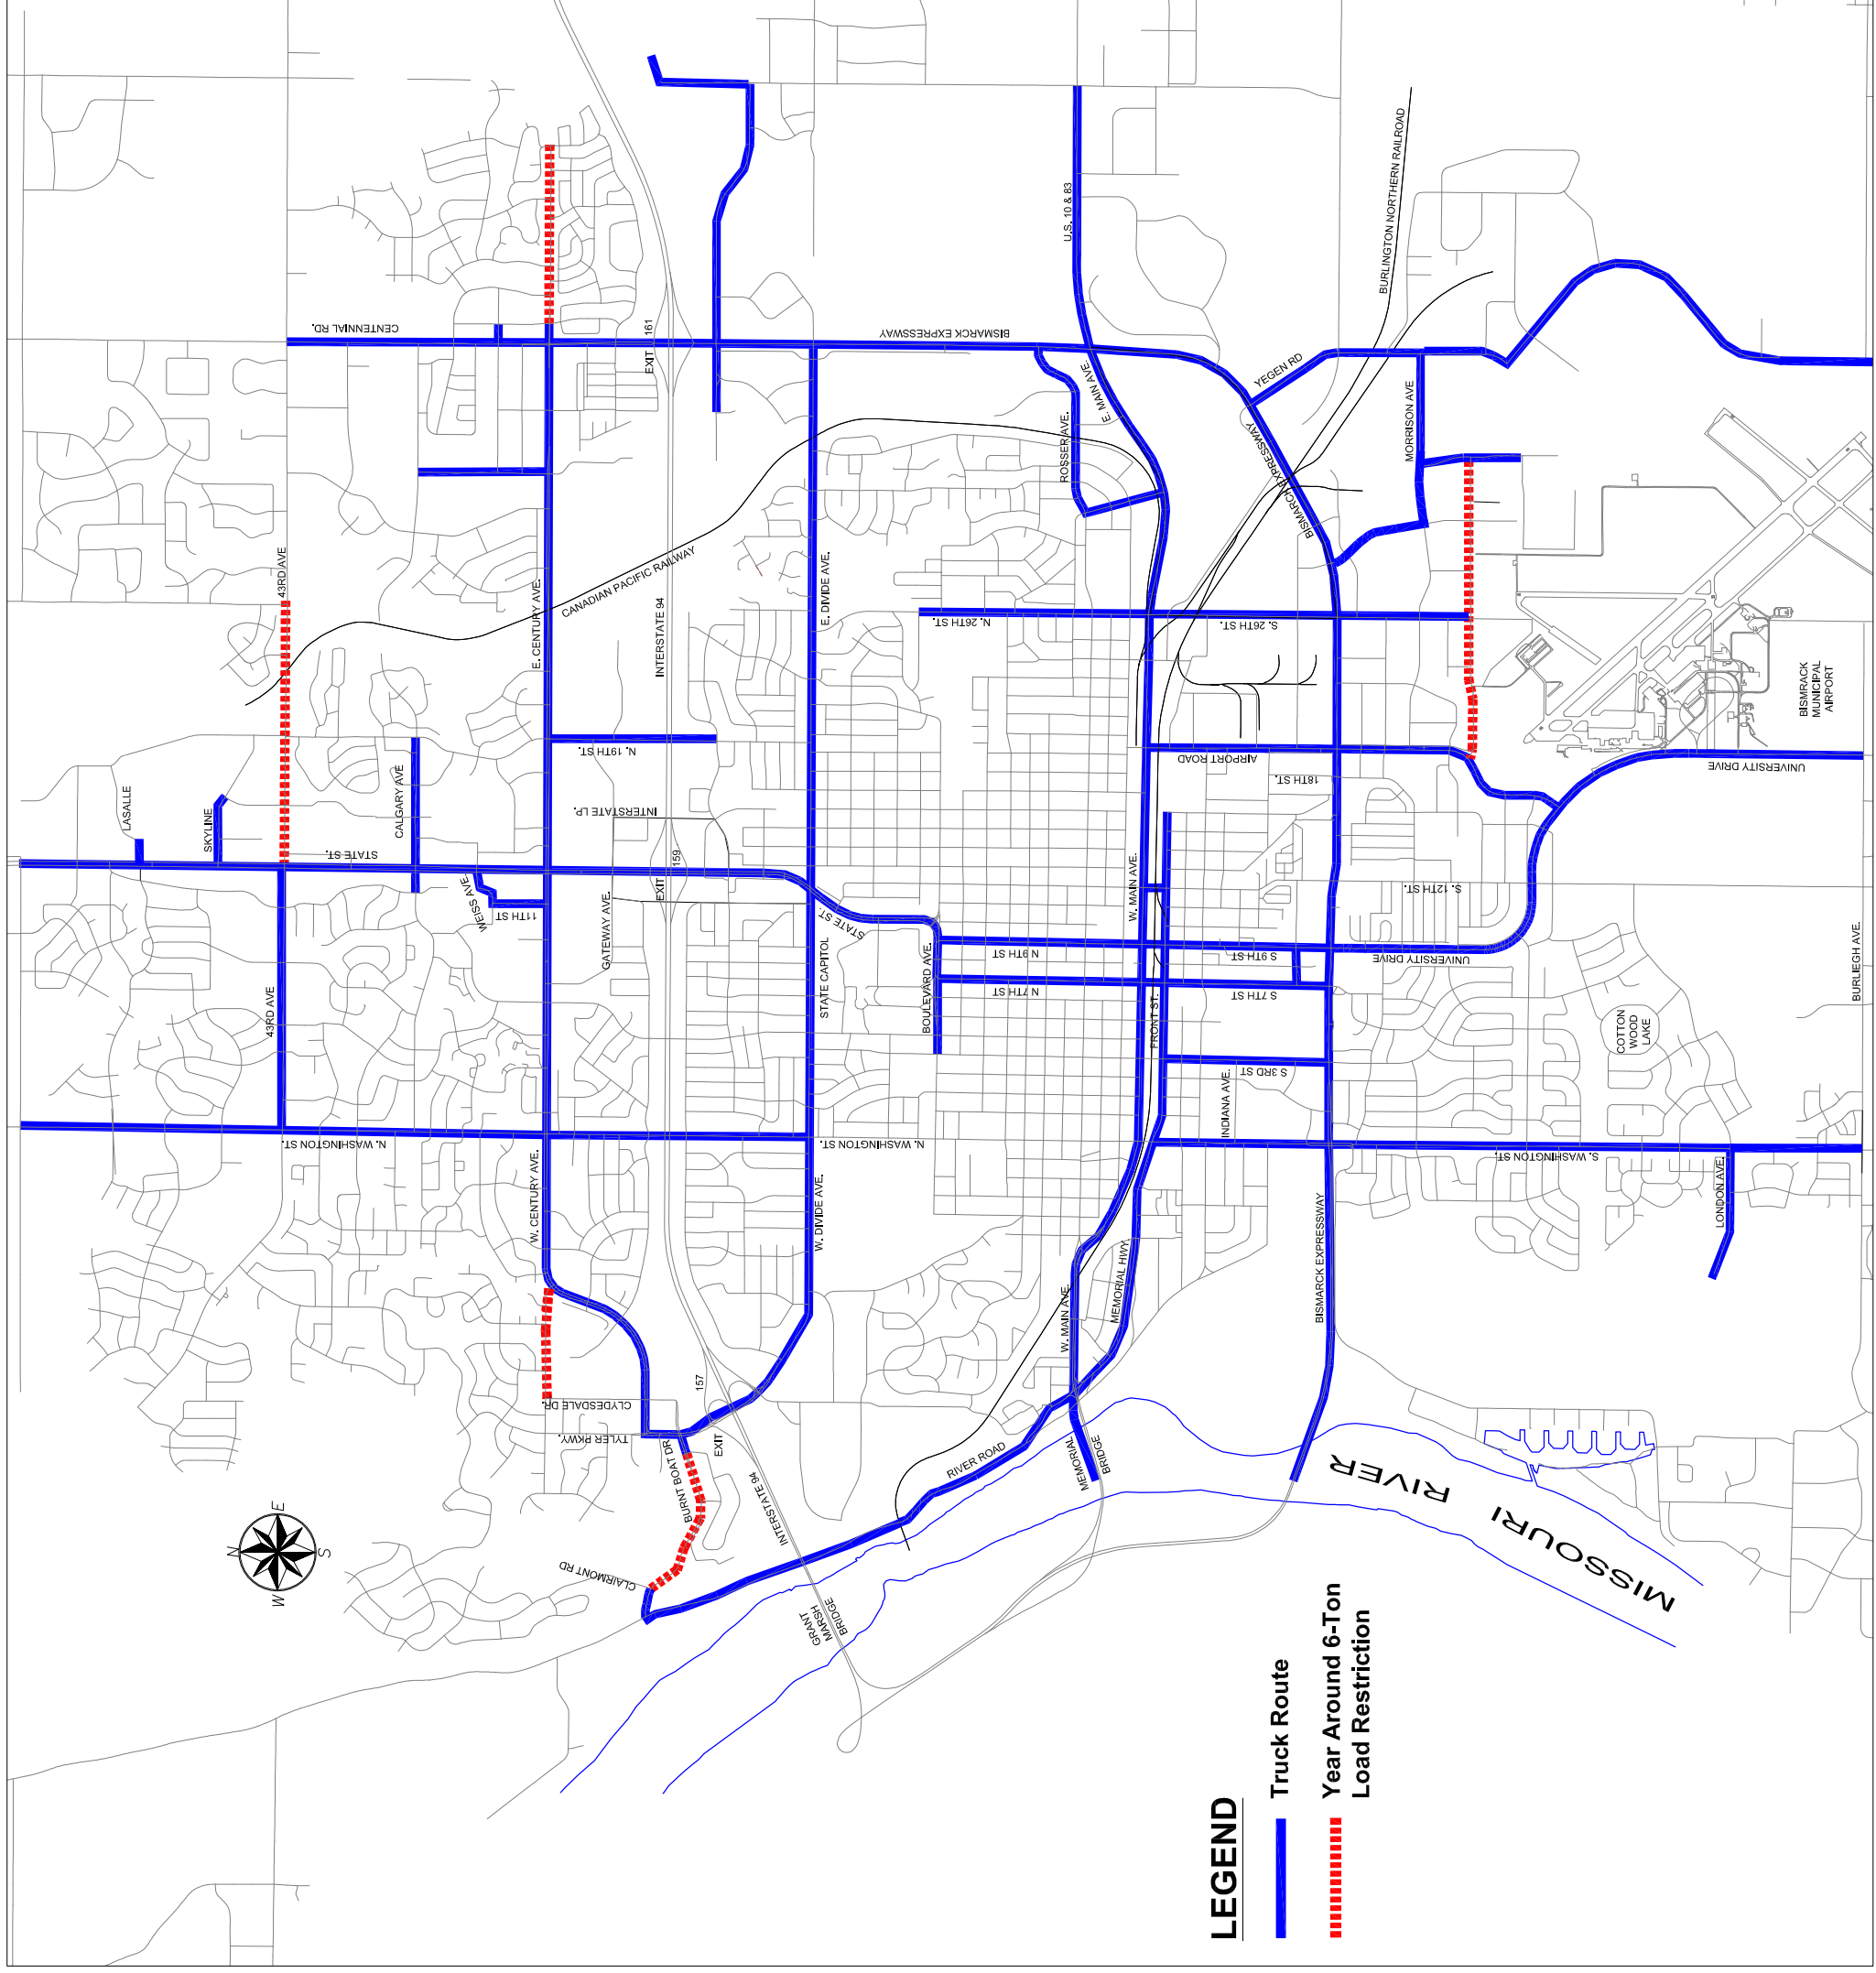 BURLINGTON NORTHERN RAILROAD
U.S. 10 & 83
CENTENNIAL RD.
EXIT
161
BISMARCK EXPRESSWAY
YEGEN RD
E. MAIN AVE.
ROSSER AVE.
MORRISON AVE
BISMARCK EXPRESSWAY
BISMARCK EXPRESSWAY
43RD AVE
E. CENTURY AVE.
CANADIAN PACIFIC RAILWAY
INTERSTATE 94
E. DIVIDE AVE.
N. 26TH ST.
S. 26TH ST.
BISMRACK
MUNICIPAL
AIRPORT
N. 19TH ST.
AIRPORT ROAD
18TH ST.
UNIVERSITY DRIVE
LASALLE
SKYLINE
CALGARY AVE
INTERSTATE LP.
STATE ST.
EXIT
159
WEISS AVE.
11TH ST
GATEWAY AVE.
STATE ST
STATE CAPITOL
BOULEVARD AVE.
W. MAIN AVE.
S. 12TH ST.
N 9TH ST
S 9TH ST
UNIVERSITY DRIVE
N 7TH ST
S 7TH ST
FRONT ST.
BURLIEGH AVE.
43RD AVE
COTTON
WOOD
LAKE
S 3RD ST
INDIANA AVE.
N. WASHINGTON ST.
N. WASHINGTON ST.
S. WASHINGTON ST.
W. CENTURY AVE.
W. DIVIDE AVE.
LONDON AVE.
MEMORIAL HWY.
W. MAIN AVE.
BISMARCK EXPRESSWAY
CLYDESDALE DR.
TYLER PKWY.
157
EXIT
BURNT BOAT DR
INTERSTATE 94
RIVER ROAD
MEMORIAL
BRIDGE
CLAIRMONT RD
GRANT
MARSH
BRIDGE
MISSOURI RIVER
RIVER
N
E
S
W
LEGEND
Truck Route
Year Around 6-Ton
Load Restriction